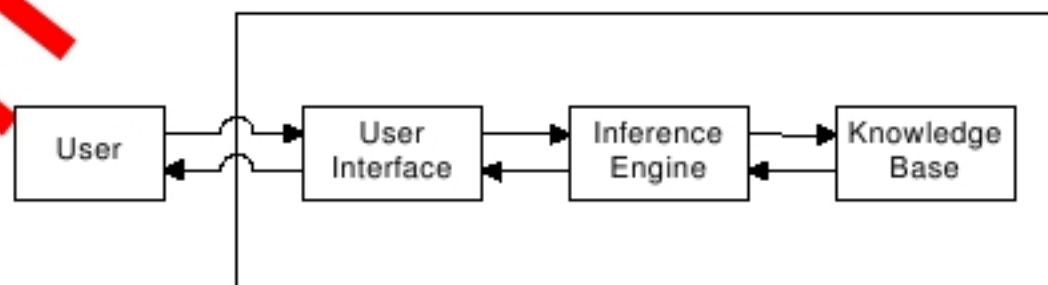 User
User
Interface
Inference
Engine
Knowledge
Base